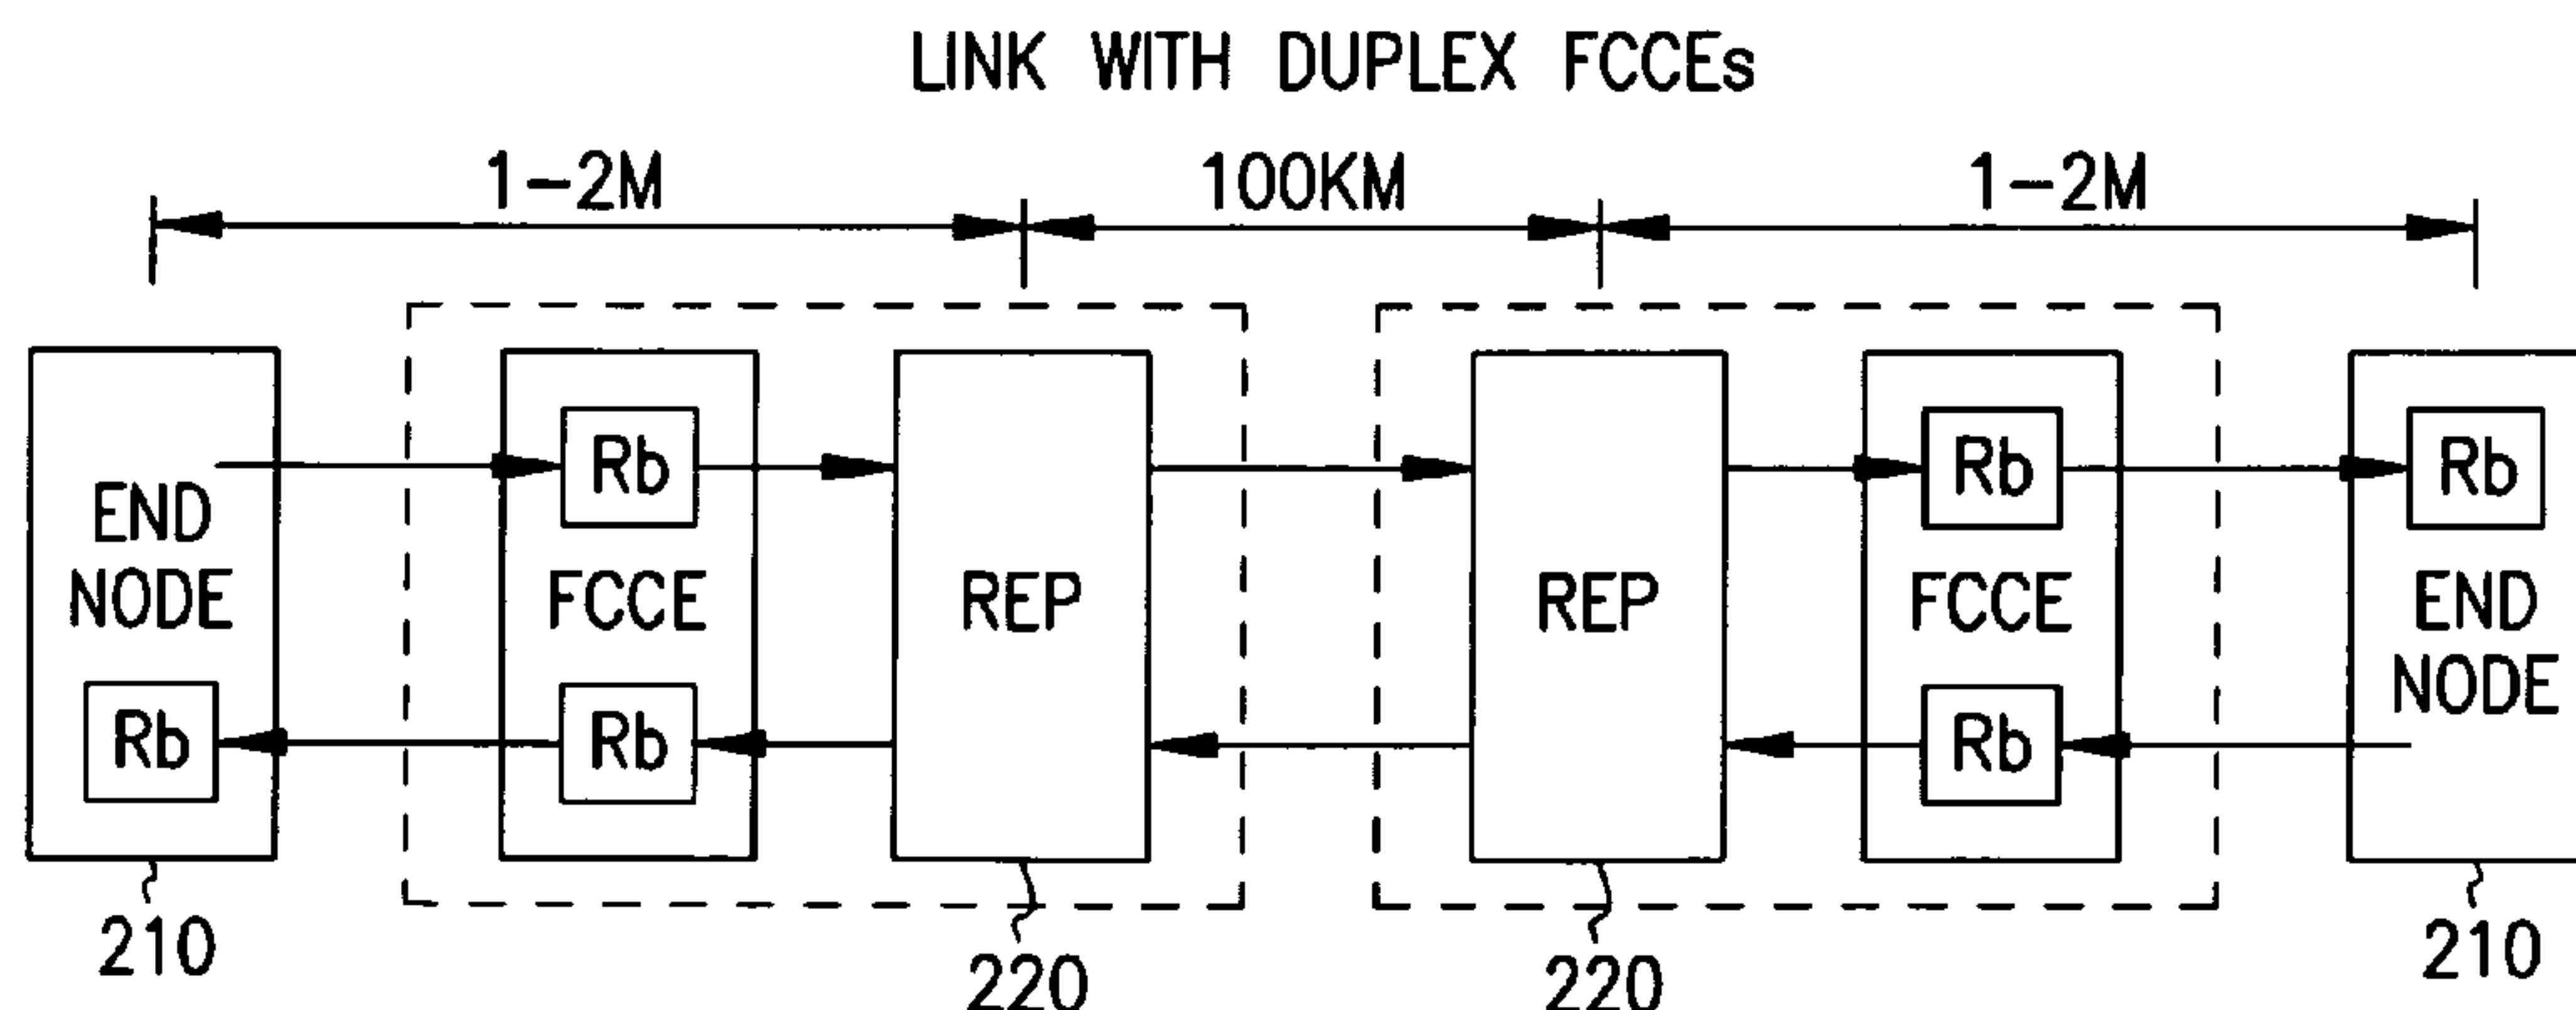 LINK WITH DUPLEX FCCEs
1-2M
100KM
1-2M
END
NODE
Rb
Rb
FCCE
Rb
REP
REP
Rb
FCCE
Rb
Rb
END
NODE
210
220
220
210